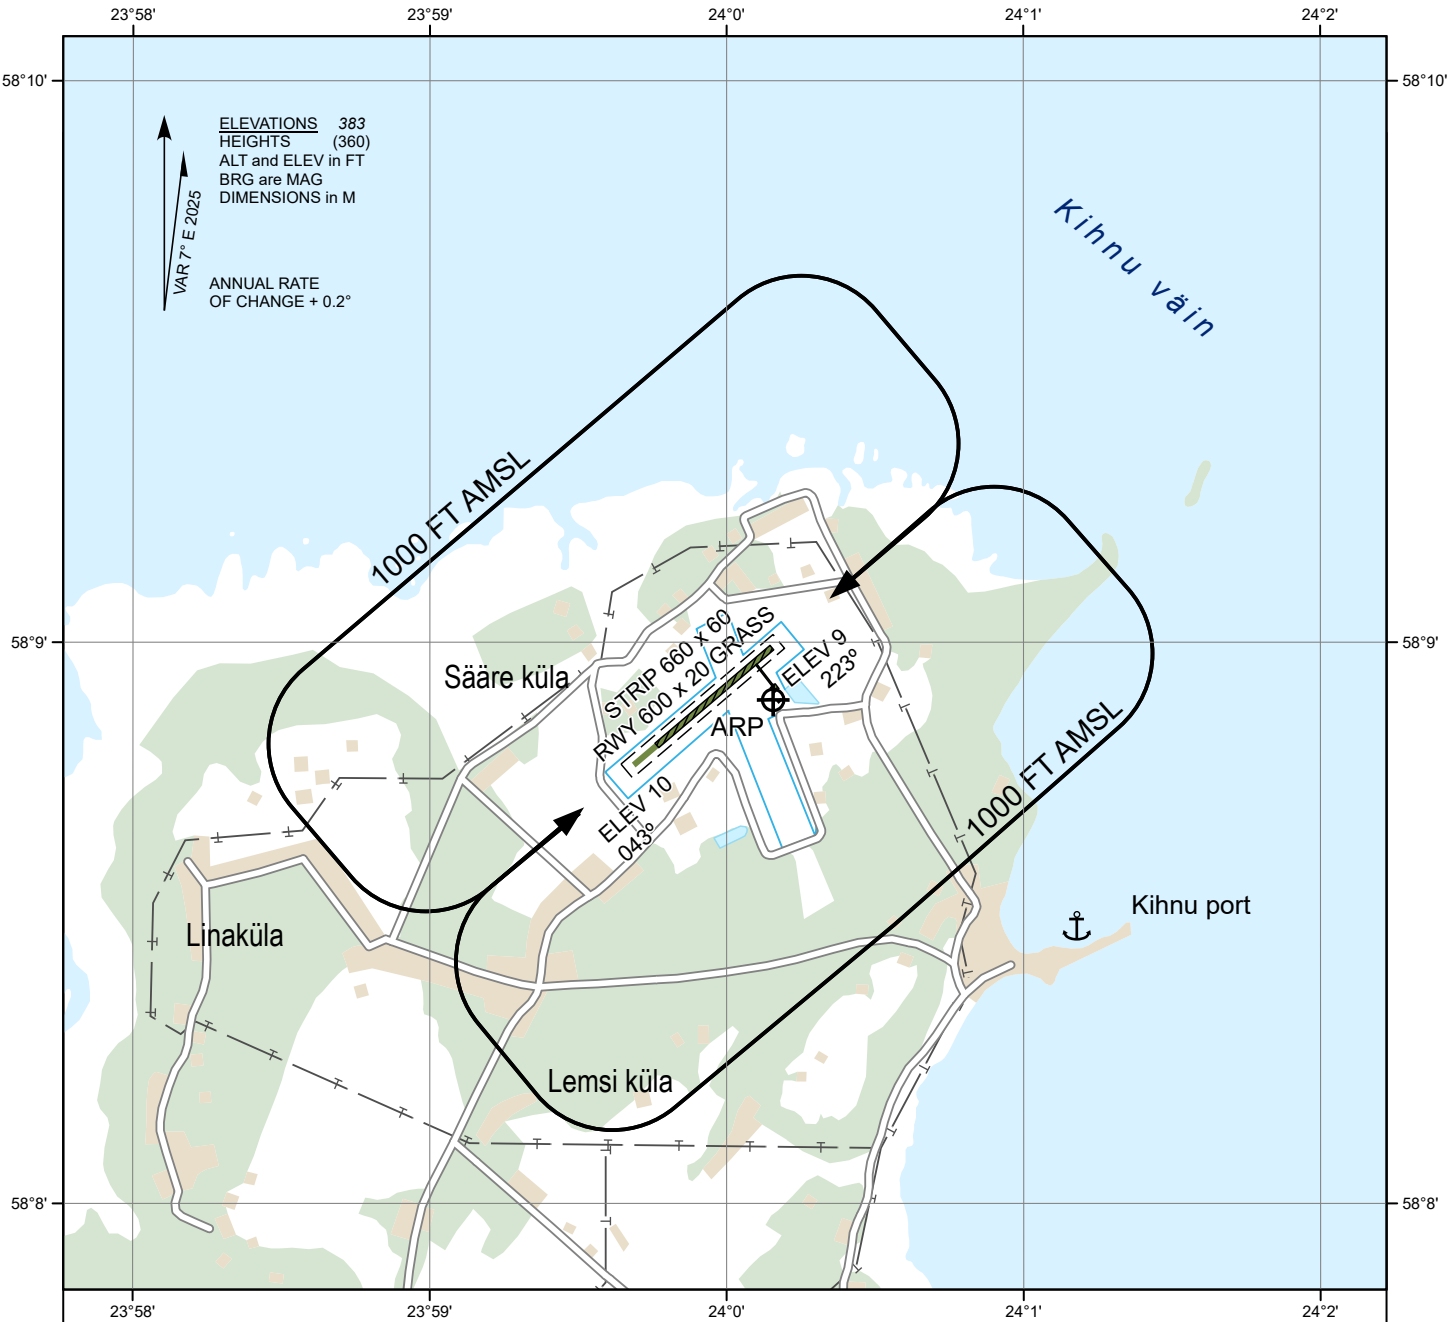 23°58'
23°59'
24°0'
24°1'
24°2'
58°10'
58°10'
ELEVATIONS 383
HEIGHTS (360)
ALT and ELEV in FT
BRG are MAG
DIMENSIONS in M
VAR 7° E 2025
ANNUAL RATE
OF CHANGE + 0.2°
Kihnu väin
1000 FT AMSL
58°9'
58°9'
STRIP 660 x 60
RWY 600 x 20 GRASS
ELEV 9
223º
Sääre küla
ARP
ELEV 10
043º
1000 FT AMSL
Kihnu port
Linaküla
Lemsi küla
58°8'
58°8'
23°58'
23°59'
24°0'
24°1'
24°2'